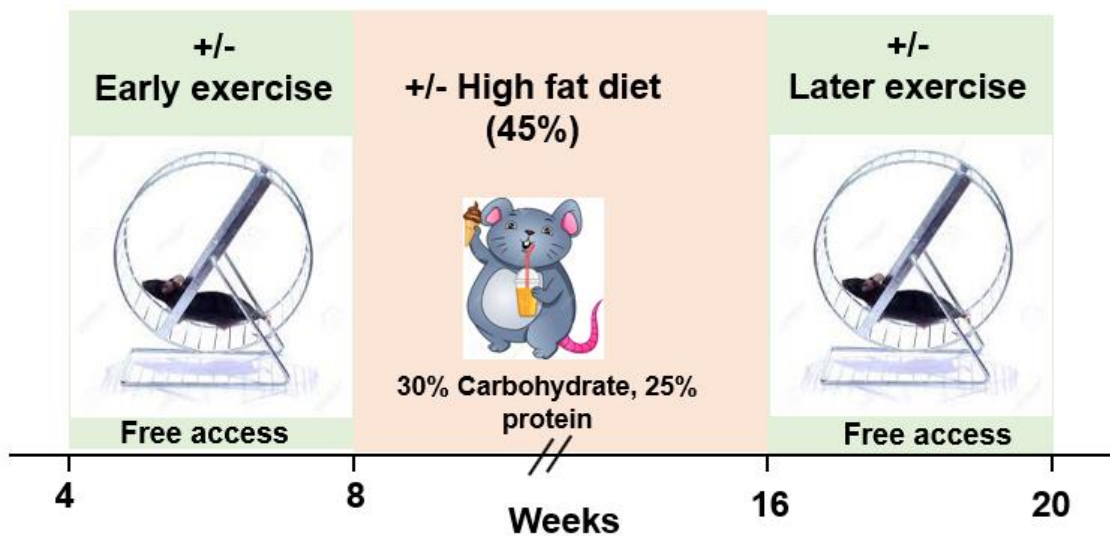 +/-
Early exercise
+/- High fat diet
(45%)
+/-
Later exercise
30% Carbohydrate, 25%
protein
Free access
Free access
4
8
Weeks
16
20